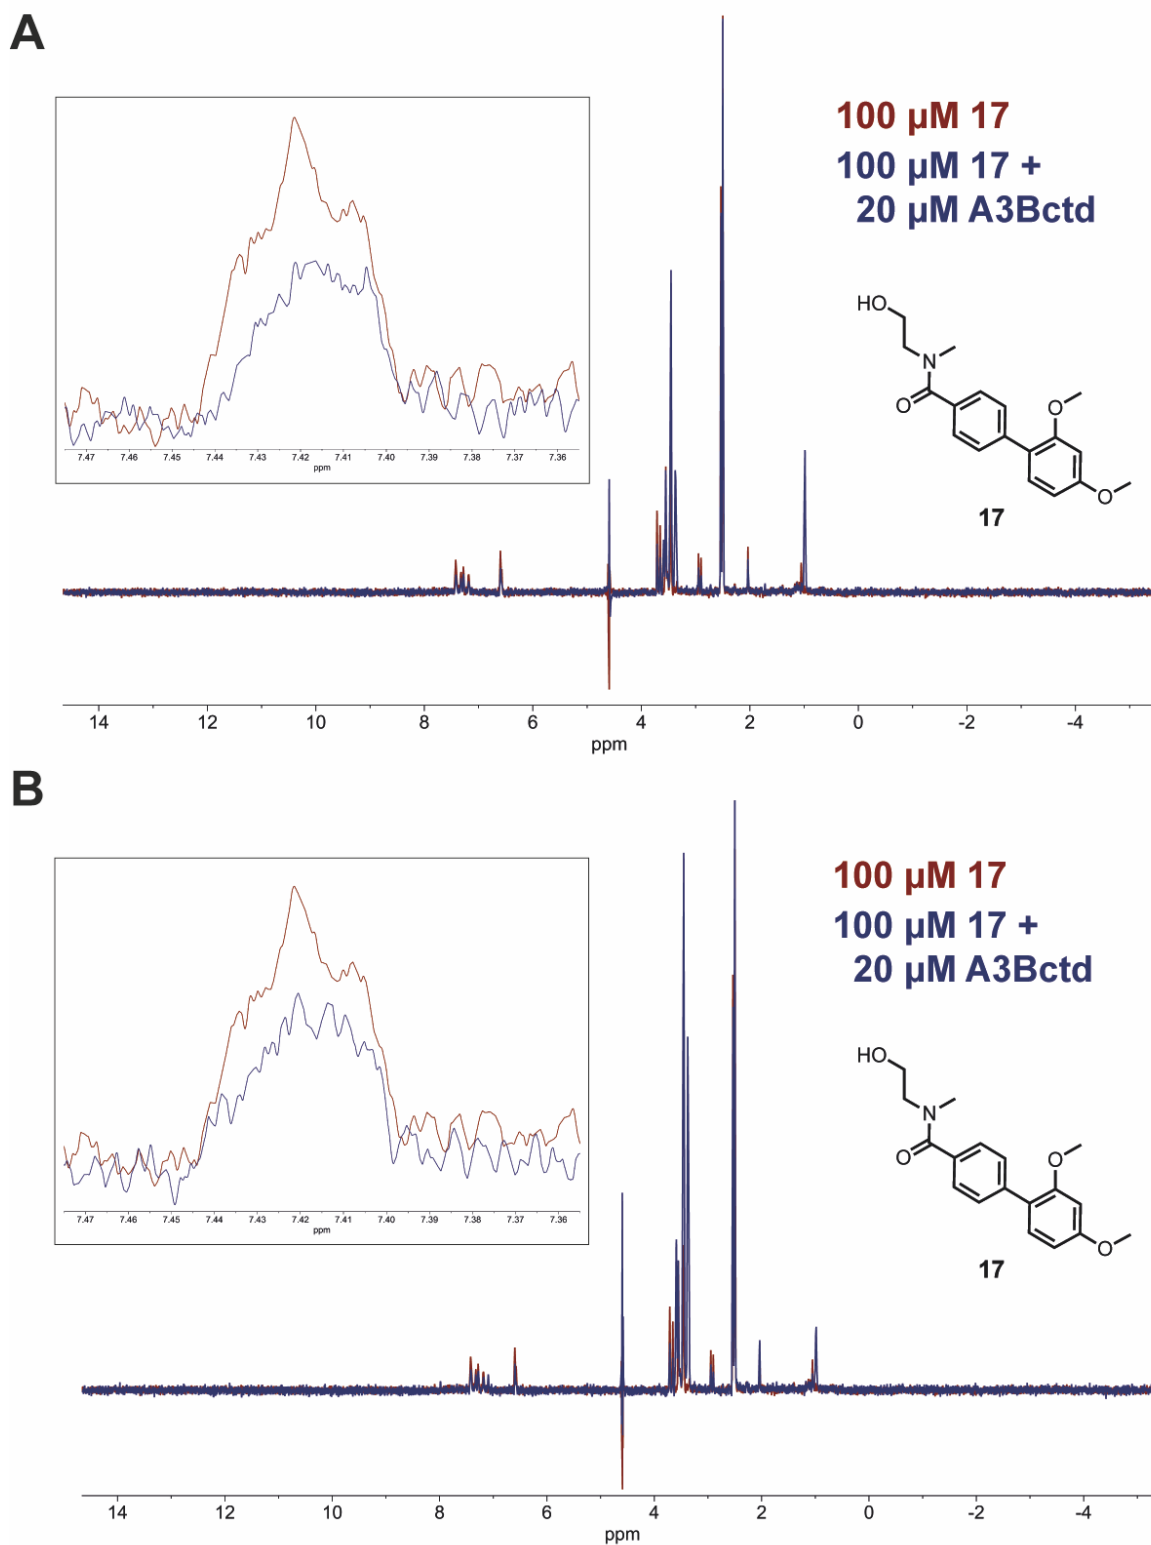 A
100 µM 17
100 µM 17 +
20 µM A3Bctd
7.47 7.46 7.45 7.44 7.43 7.42 7.41 7.40 7.39 7.38 7.37 7.36
ppm
HO
N
O
O
O
17
14 12 10 8 6 4 2 0 -2 -4
ppm
B
100 µM 17
100 µM 17 +
20 µM A3Bctd
7.47 7.46 7.45 7.44 7.43 7.42 7.41 7.40 7.39 7.38 7.37 7.36
ppm
HO
N
O
O
O
17
14 12 10 8 6 4 2 0 -2 -4
ppm